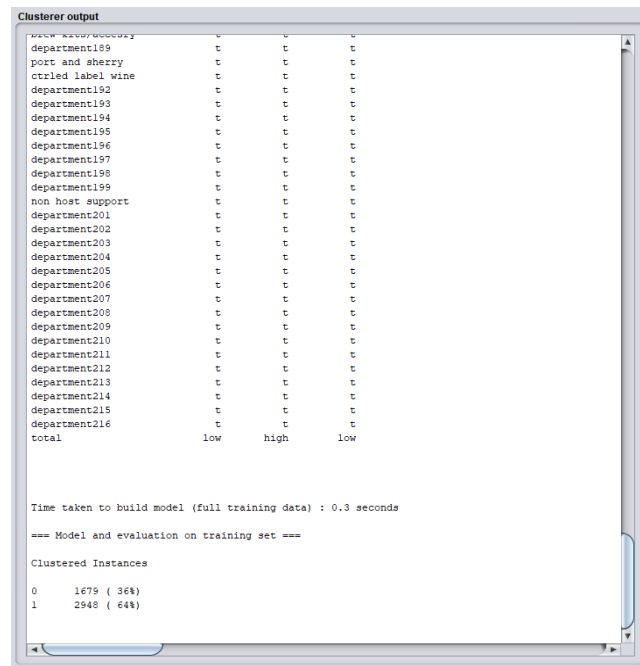 Clusterer output
department189 t t t
port and sherry t t t
ctrled label wine t t t
department192 t t t
department193 t t t
department194 t t t
department195 t t t
department196 t t t
department197 t t t
department198 t t t
department199 t t t
non host support t t t
department201 t t t
department202 t t t
department203 t t t
department204 t t t
department205 t t t
department206 t t t
department207 t t t
department208 t t t
department209 t t t
department210 t t t
department211 t t t
department212 t t t
department213 t t t
department214 t t t
department215 t t t
department216 t t t
total low high low
Time taken to build model (full training data) : 0.3 seconds
=== Model and evaluation on training set ===
Clustered Instances
0 1679 ( 36%)
1 2948 ( 64%)